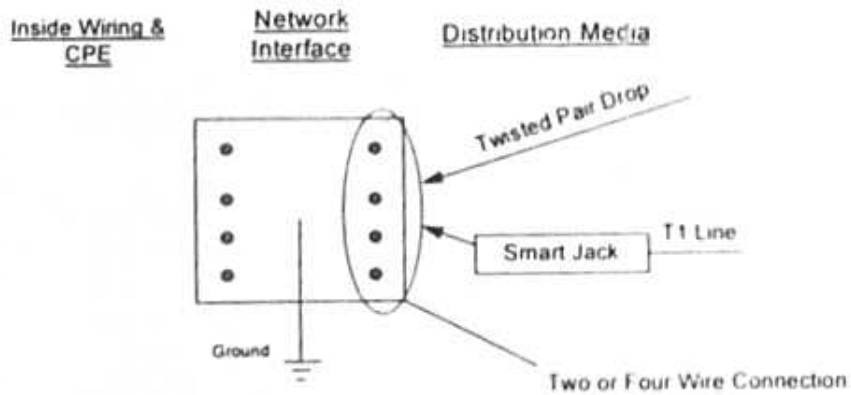 Inside Wiring &
CPE
Network
Interface
Distribution Media
Twisted Pair Drop
T1 Line
Smart Jack
Ground
Two or Four Wire Connection